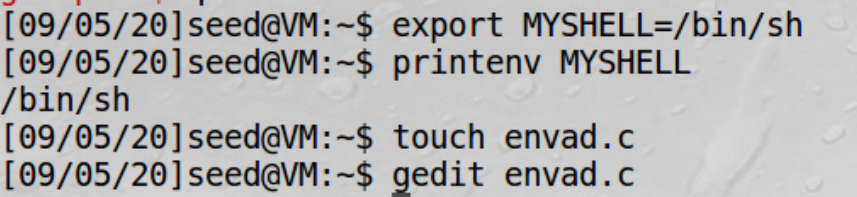 [09/05/20]seed@VM:~$ export MYSHELL=/bin/sh
[09/05/20]seed@VM:~$ printenv MYSHELL
/bin/sh
[09/05/20]seed@VM:~$ touch envad.c
[09/05/20]seed@VM:~$ gedit envad.c